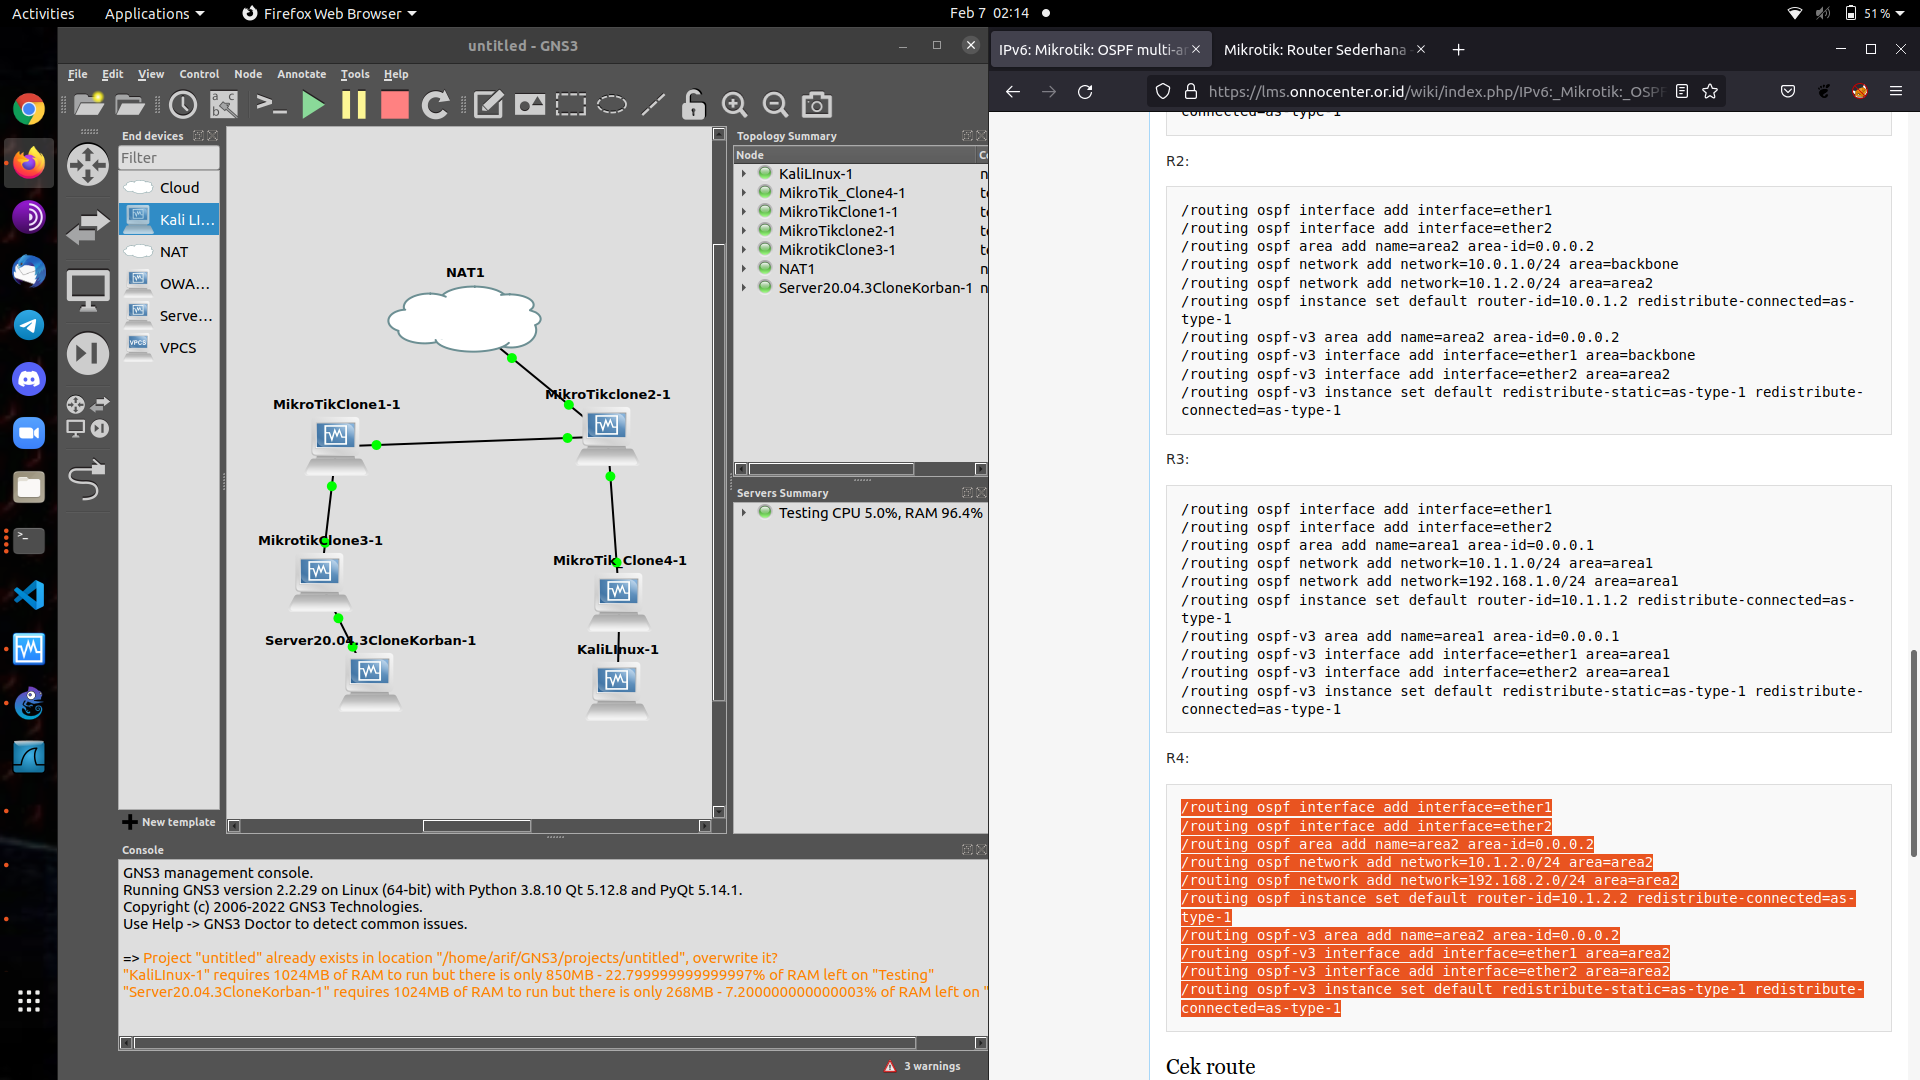 Activities
Applications
Firefox Web Browser
Feb 7 02:14
51 %
untitled - GNS3
File Edit View Control Node Annotate Tools Help
End devices
Filter
Cloud
Kali LI...
NAT
OWA...
Serve...
VPCS
New template
NAT1
MikroTikClone1-1
MikroTikclone2-1
MikrotikClone3-1
MikroTik_Clone4-1
Server20.04.3CloneKorban-1
KaliLInux-1
Topology Summary
Node
KaliLInux-1
MikroTik_Clone4-1
MikroTikClone1-1
MikroTikclone2-1
MikrotikClone3-1
NAT1
Server20.04.3CloneKorban-1
Servers Summary
Testing CPU 5.0%, RAM 96.4%
Console
GNS3 management console.
Running GNS3 version 2.2.29 on Linux (64-bit) with Python 3.8.10 Qt 5.12.8 and PyQt 5.14.1.
Copyright (c) 2006-2022 GNS3 Technologies.
Use Help -> GNS3 Doctor to detect common issues.
=> Project "untitled" already exists in location "/home/arif/GNS3/projects/untitled", overwrite it?
"KaliLInux-1" requires 1024MB of RAM to run but there is only 850MB - 22.799999999999997% of RAM left on "Testing"
"Server20.04.3CloneKorban-1" requires 1024MB of RAM to run but there is only 268MB - 7.200000000000003% of RAM left on "
3 warnings
IPv6: Mikrotik: OSPF multi-ar
Mikrotik: Router Sederhana
https://lms.onnocenter.or.id/wiki/index.php/IPv6:_Mikrotik:_OSPF
connected=as-type-1
R2:
/routing ospf interface add interface=ether1
/routing ospf interface add interface=ether2
/routing ospf area add name=area2 area-id=0.0.0.2
/routing ospf network add network=10.0.1.0/24 area=backbone
/routing ospf network add network=10.1.2.0/24 area=area2
/routing ospf instance set default router-id=10.0.1.2 redistribute-connected=as-
type-1
/routing ospf-v3 area add name=area2 area-id=0.0.0.2
/routing ospf-v3 interface add interface=ether1 area=backbone
/routing ospf-v3 interface add interface=ether2 area=area2
/routing ospf-v3 instance set default redistribute-static=as-type-1 redistribute-
connected=as-type-1
R3:
/routing ospf interface add interface=ether1
/routing ospf interface add interface=ether2
/routing ospf area add name=area1 area-id=0.0.0.1
/routing ospf network add network=10.1.1.0/24 area=area1
/routing ospf network add network=192.168.1.0/24 area=area1
/routing ospf instance set default router-id=10.1.1.2 redistribute-connected=as-
type-1
/routing ospf-v3 area add name=area1 area-id=0.0.0.1
/routing ospf-v3 interface add interface=ether1 area=area1
/routing ospf-v3 interface add interface=ether2 area=area1
/routing ospf-v3 instance set default redistribute-static=as-type-1 redistribute-
connected=as-type-1
R4:
/routing ospf interface add interface=ether1
/routing ospf interface add interface=ether2
/routing ospf area add name=area2 area-id=0.0.0.2
/routing ospf network add network=10.1.2.0/24 area=area2
/routing ospf network add network=192.168.2.0/24 area=area2
/routing ospf instance set default router-id=10.1.2.2 redistribute-connected=as-
type-1
/routing ospf-v3 area add name=area2 area-id=0.0.0.2
/routing ospf-v3 interface add interface=ether1 area=area2
/routing ospf-v3 interface add interface=ether2 area=area2
/routing ospf-v3 instance set default redistribute-static=as-type-1 redistribute-
connected=as-type-1
Cek route